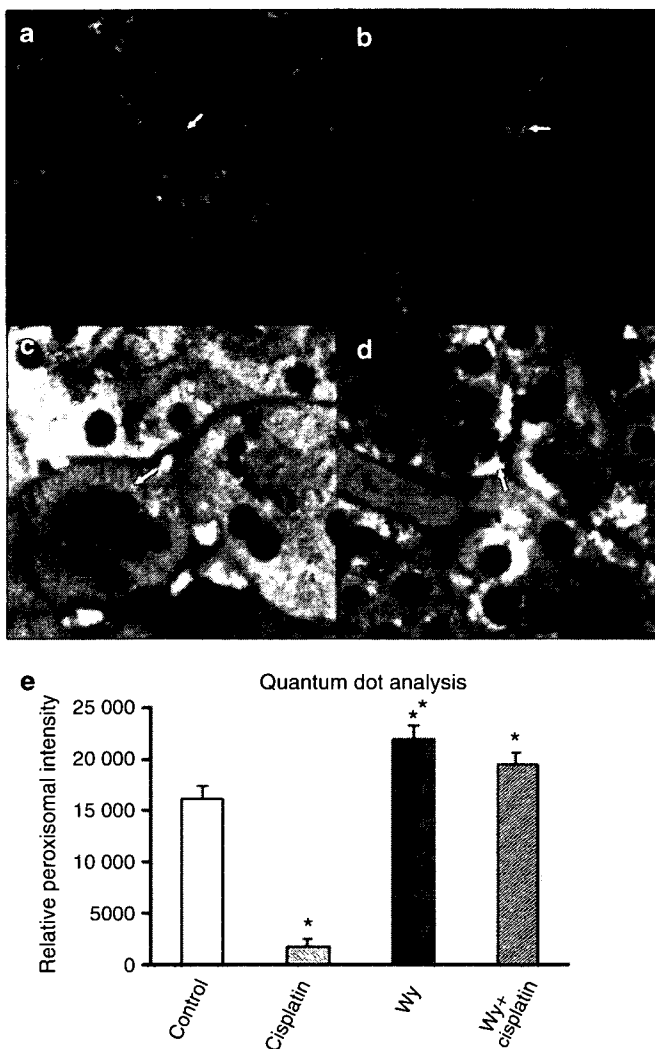 a
b
c
d
e
Quantum dot analysis
Relative peroxisomal intensity
25 000
20 000
15 000
10 000
5000
0
*
**
*
Control
Cisplatin
Wy
Wy+
cisplatin